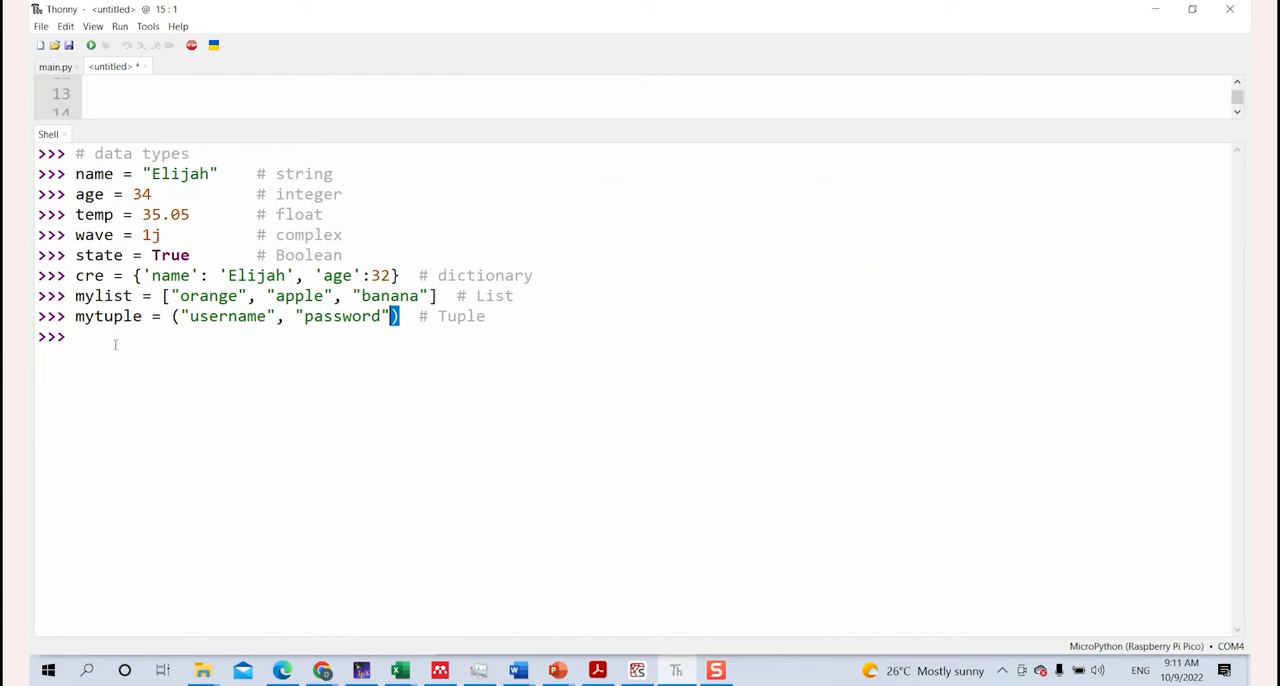 Thonny - <untitled> @ 15 : 1
File Edit View Run Tools Help
main.py × <untitled> * ×
13
14
Shell ×
>>> # data types
>>> name = "Elijah"    # string
>>> age = 34           # integer
>>> temp = 35.05       # float
>>> wave = 1j          # complex
>>> state = True       # Boolean
>>> cre = {'name': 'Elijah', 'age':32}  # dictionary
>>> mylist = ["orange", "apple", "banana"]  # List
>>> mytuple = ("username", "password")  # Tuple
>>>
MicroPython (Raspberry Pi Pico) • COM4
26°C Mostly sunny ENG 9:11 AM
10/9/2022